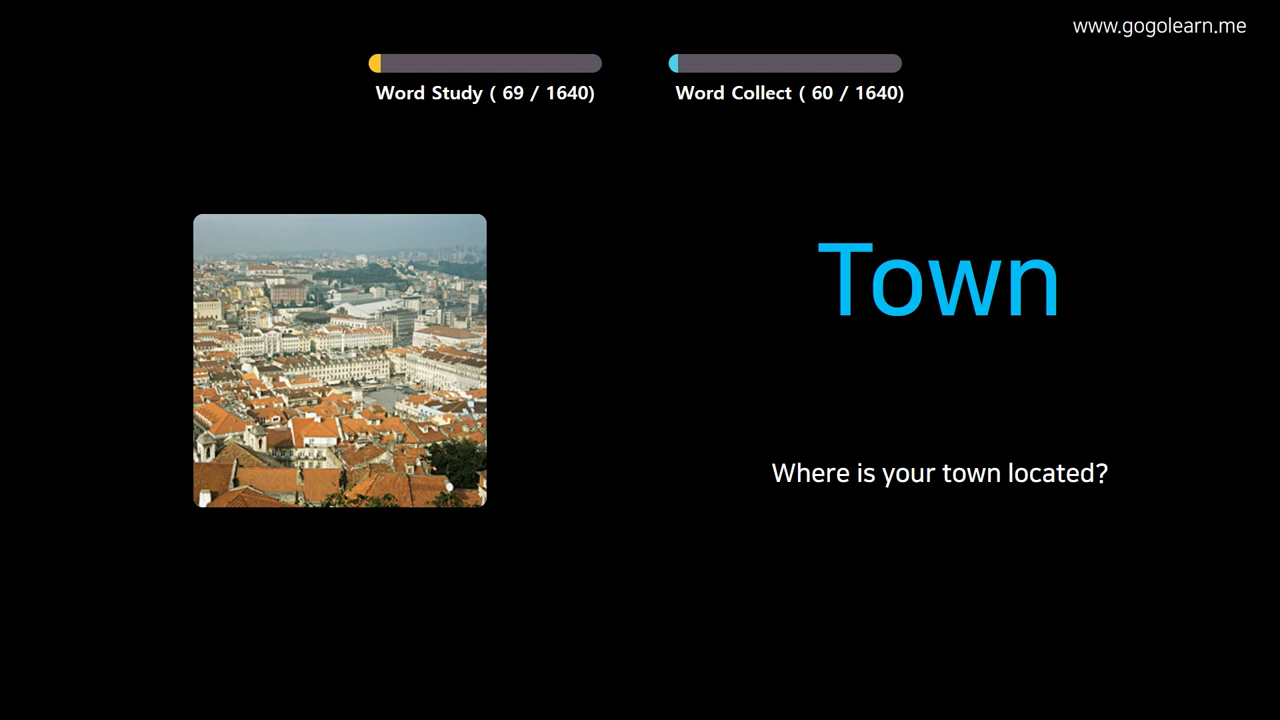 www.gogolearn.me
Word Study ( 69 / 1640)
Word Collect ( 60 / 1640)
Town
Where is your town located?